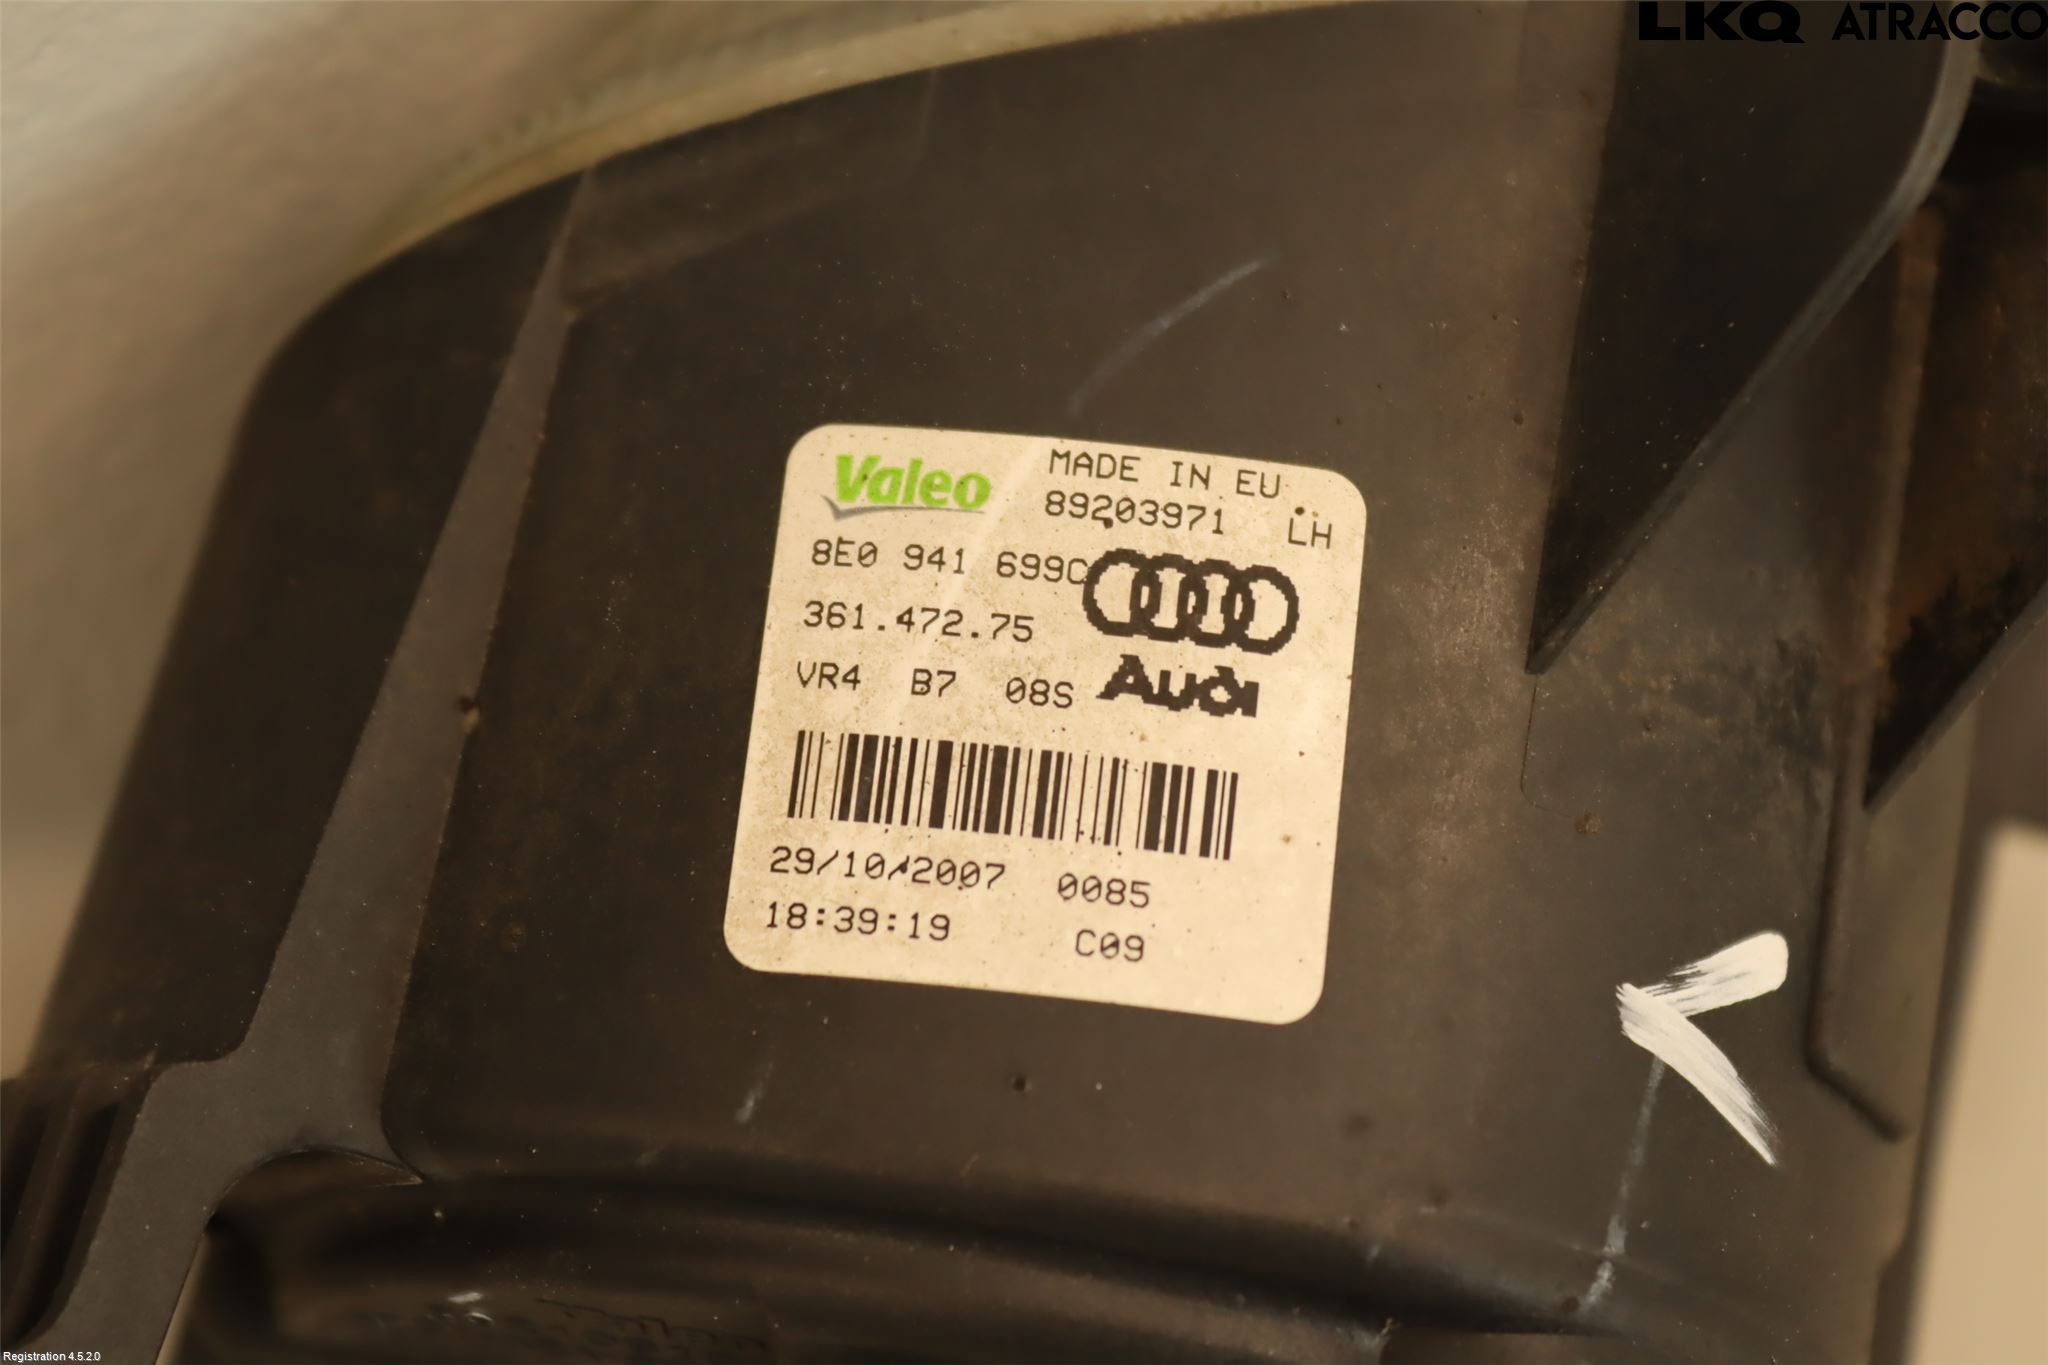 LKQ ATRACCO
Valeo
MADE IN EU
89203971 LH
8E0 941 699C
361.472.75
VR4 B7 08S
Audi
29/10/2007 0085
18:39:19 C09
Registration 4.5.2.0